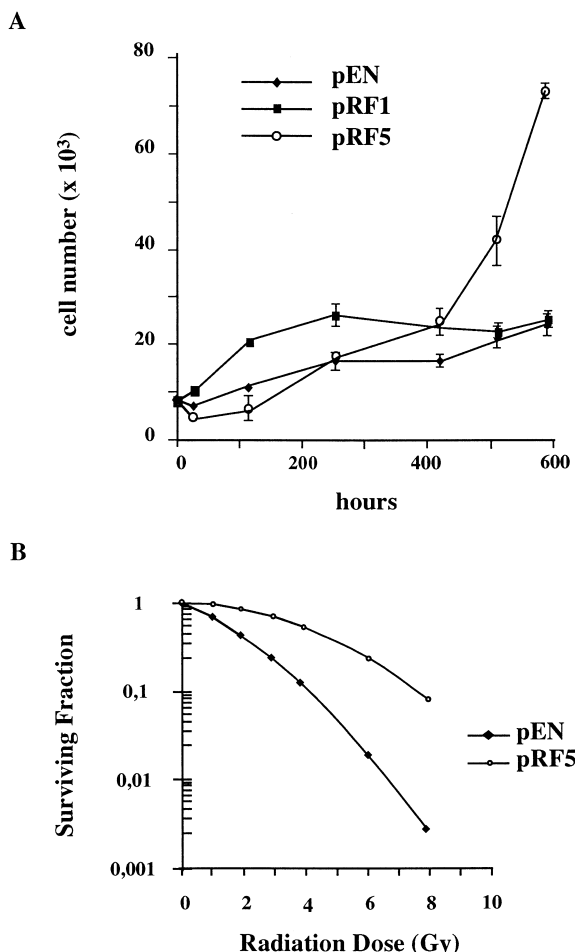 A
80
60
40
20
0
cell number (x 10³)
pEN
pRF1
pRF5
0 200 400 600
hours
B
1
0,1
0,01
0,001
Surviving Fraction
pEN
pRF5
0 2 4 6 8 10
Radiation Dose (Gy)